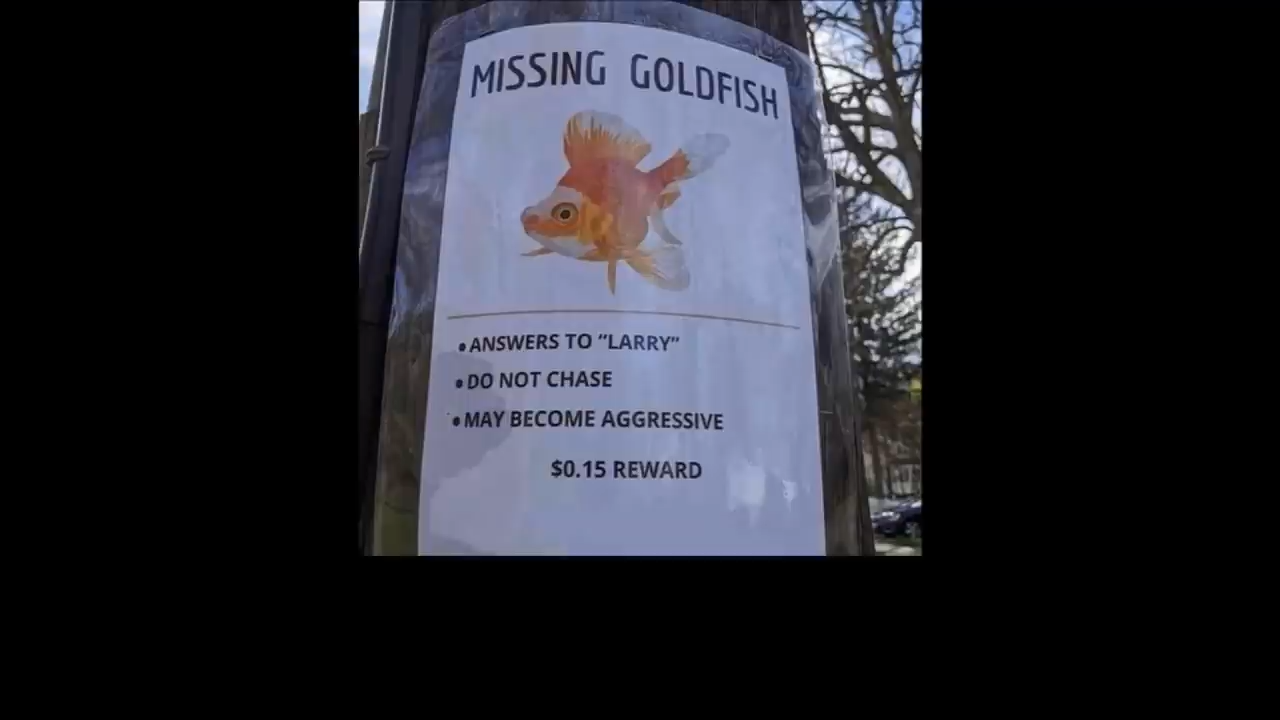 MISSING GOLDFISH
• ANSWERS TO “LARRY”
• DO NOT CHASE
• MAY BECOME AGGRESSIVE
$0.15 REWARD